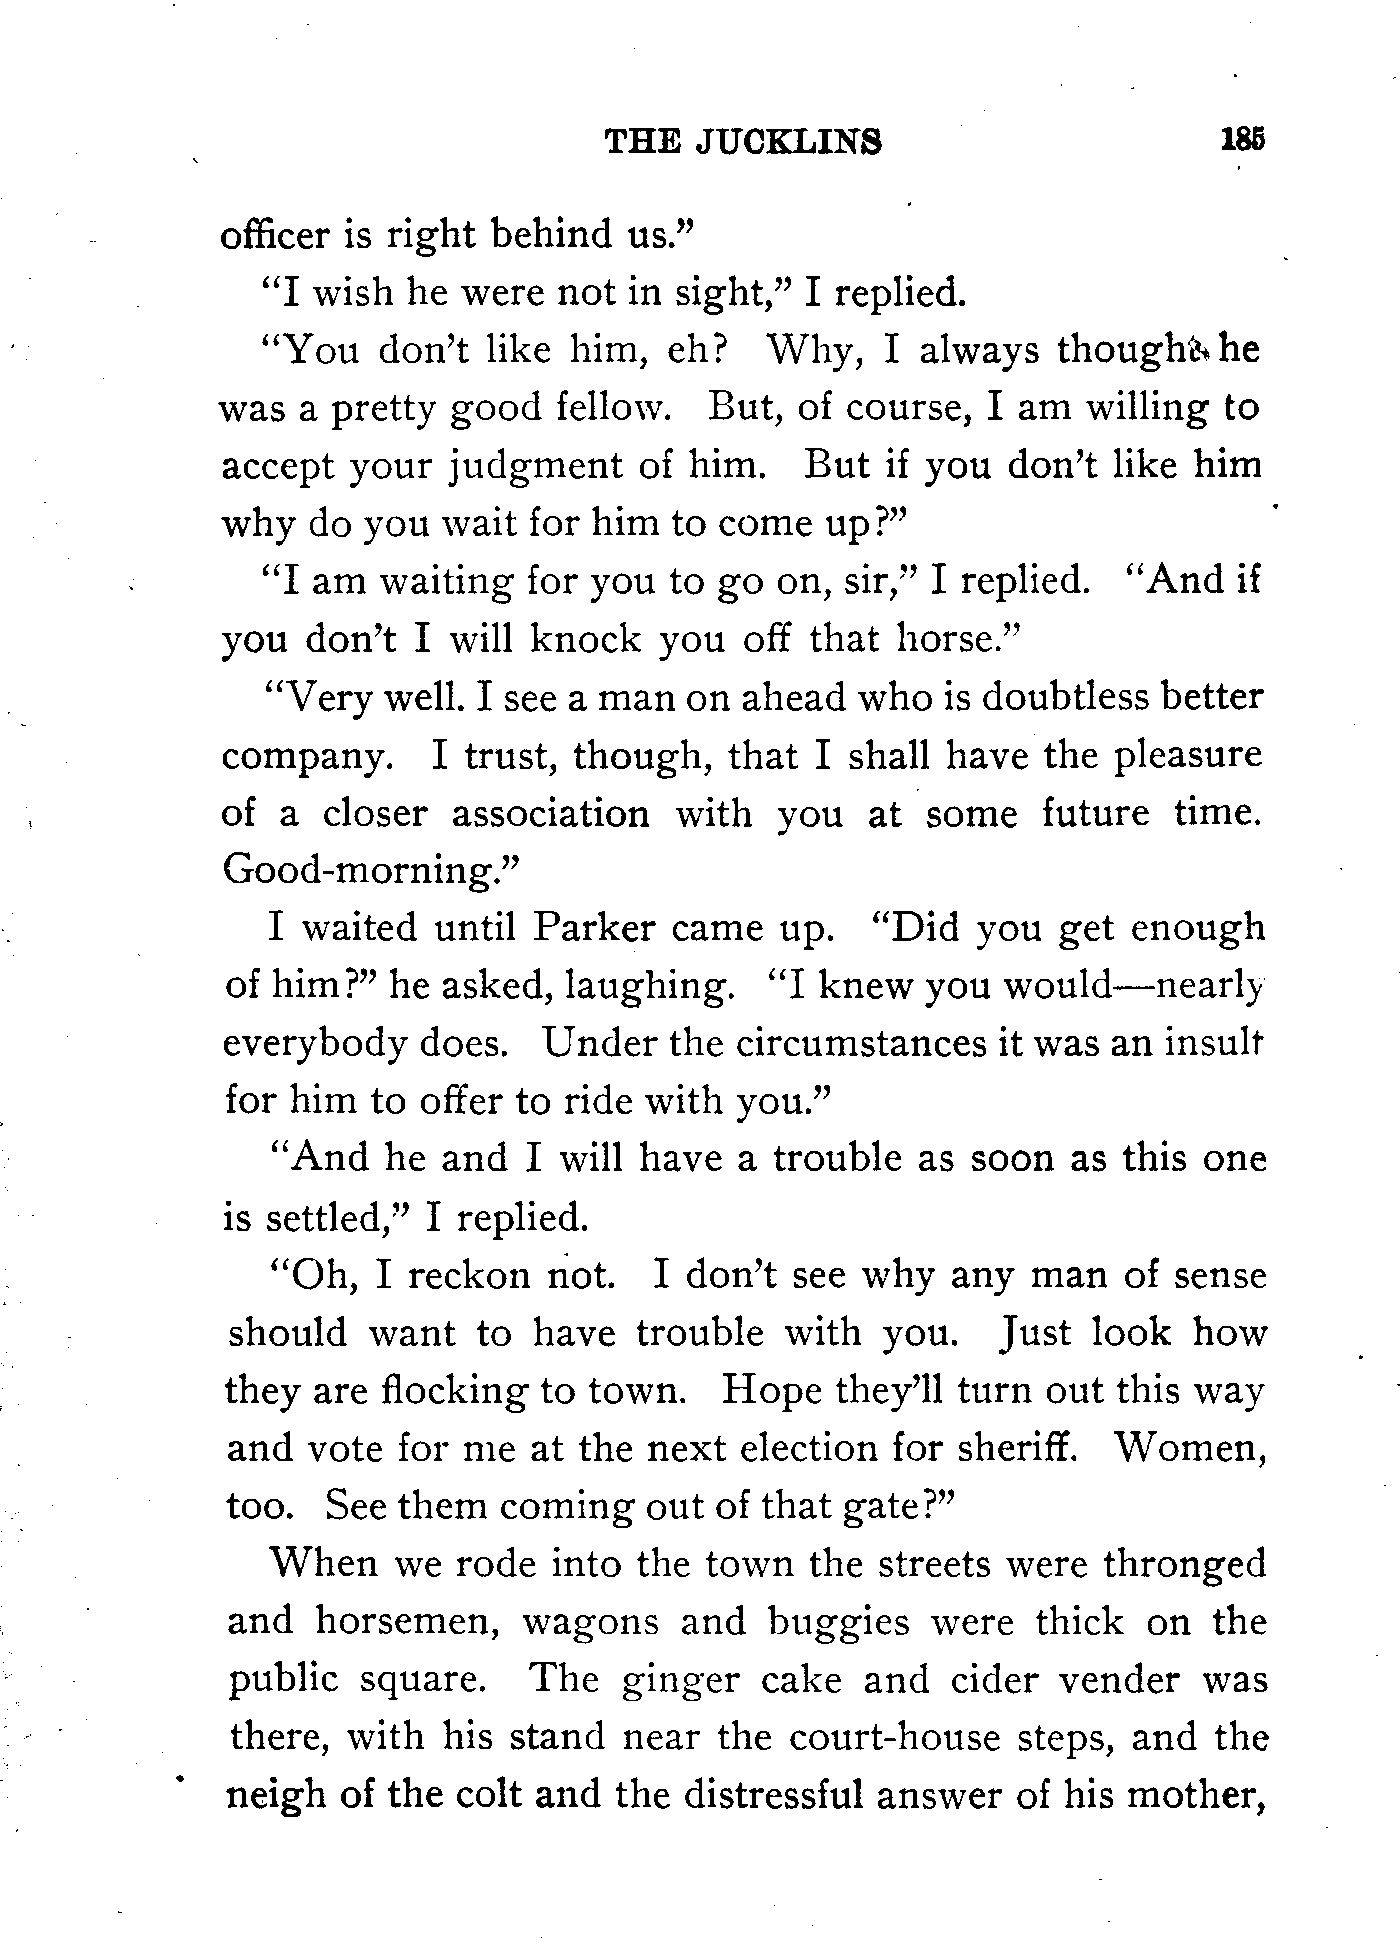 THE JUCKLINS 185
officer is right behind us.”
“I wish he were not in sight,” I replied.
“You don’t like him, eh? Why, I always thought he
was a pretty good fellow. But, of course, I am willing to
accept your judgment of him. But if you don’t like him
why do you wait for him to come up?”
“I am waiting for you to go on, sir,” I replied. “And if
you don’t I will knock you off that horse.”
“Very well. I see a man on ahead who is doubtless better
company. I trust, though, that I shall have the pleasure
of a closer association with you at some future time.
Good-morning.”
I waited until Parker came up. “Did you get enough
of him?” he asked, laughing. “I knew you would—nearly
everybody does. Under the circumstances it was an insult
for him to offer to ride with you.”
“And he and I will have a trouble as soon as this one
is settled,” I replied.
“Oh, I reckon not. I don’t see why any man of sense
should want to have trouble with you. Just look how
they are flocking to town. Hope they’ll turn out this way
and vote for me at the next election for sheriff. Women,
too. See them coming out of that gate?”
When we rode into the town the streets were thronged
and horsemen, wagons and buggies were thick on the
public square. The ginger cake and cider vender was
there, with his stand near the court-house steps, and the
neigh of the colt and the distressful answer of his mother,